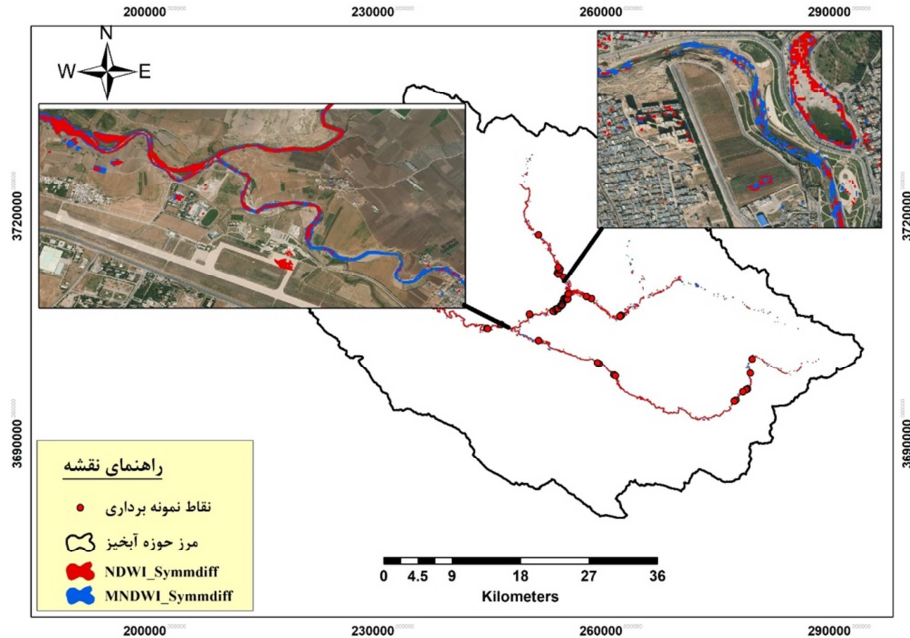 200000 230000 260000 290000
N
W E
S
3720000 3720000
3690000 3690000
راهنمای نقشه
نقاط نمونه برداری
مرز حوزه آبخیز
NDWI_Symmdiff
MNDWI_Symmdiff
0 4.5 9 18 27 36
Kilometers
200000 230000 260000 290000